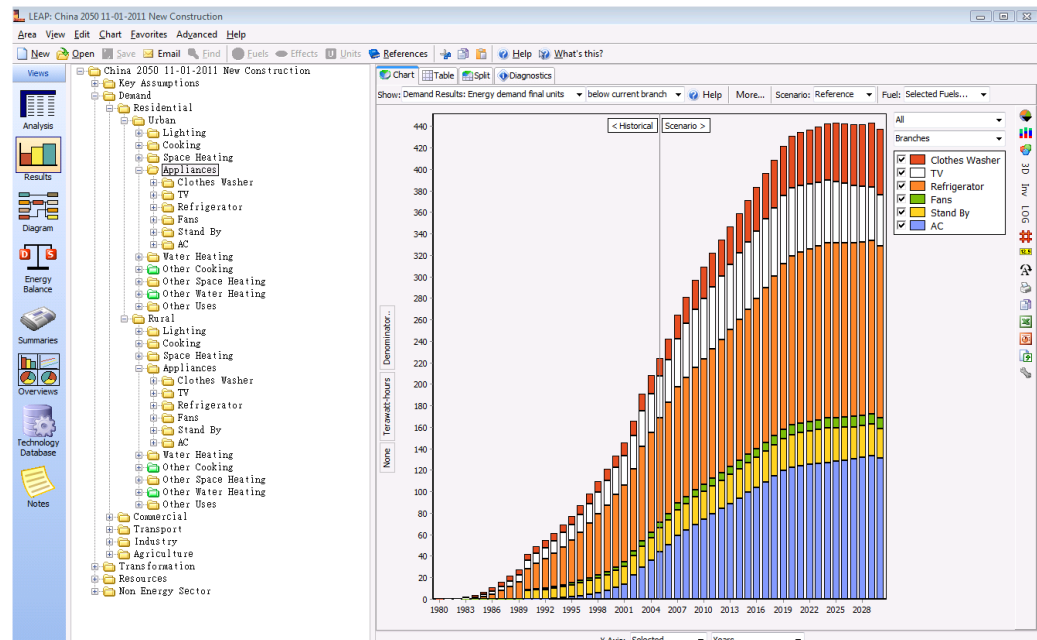 LEAP: China 2050 11-01-2011 New Construction
Area View Edit Chart Favorites Advanced Help
New Open Save Email Find Fuels Effects Units References Help What's this?
Views
Analysis
Results
Diagram
Energy
Balance
Summaries
Overviews
Technology
Database
Notes
China 2050 11-01-2011 New Construction
Key Assumptions
Demand
Residential
Urban
Lighting
Cooking
Space Heating
Appliances
Clothes Washer
TV
Refrigerator
Fans
Stand By
AC
Water Heating
Other Cooking
Other Space Heating
Other Water Heating
Other Uses
Rural
Lighting
Cooking
Space Heating
Appliances
Clothes Washer
TV
Refrigerator
Fans
Stand By
AC
Water Heating
Other Cooking
Other Space Heating
Other Water Heating
Other Uses
Commercial
Transport
Industry
Agriculture
Transformation
Resources
Non Energy Sector
Chart Table Split Diagnostics
Show: Demand Results: Energy demand final units below current branch Help More... Scenario: Reference Fuel: Selected Fuels...
< Historical Scenario >
440
420
400
380
360
340
320
300
280
260
240
220
200
180
160
140
120
100
80
60
40
20
0
1980 1983 1986 1989 1992 1995 1998 2001 2004 2007 2010 2013 2016 2019 2022 2025 2028
Denominator..
Terawatt-hours
None
All
Branches
Clothes Washer
TV
Refrigerator
Fans
Stand By
AC
3D
Inv
LOG
X Axis: Selected Years